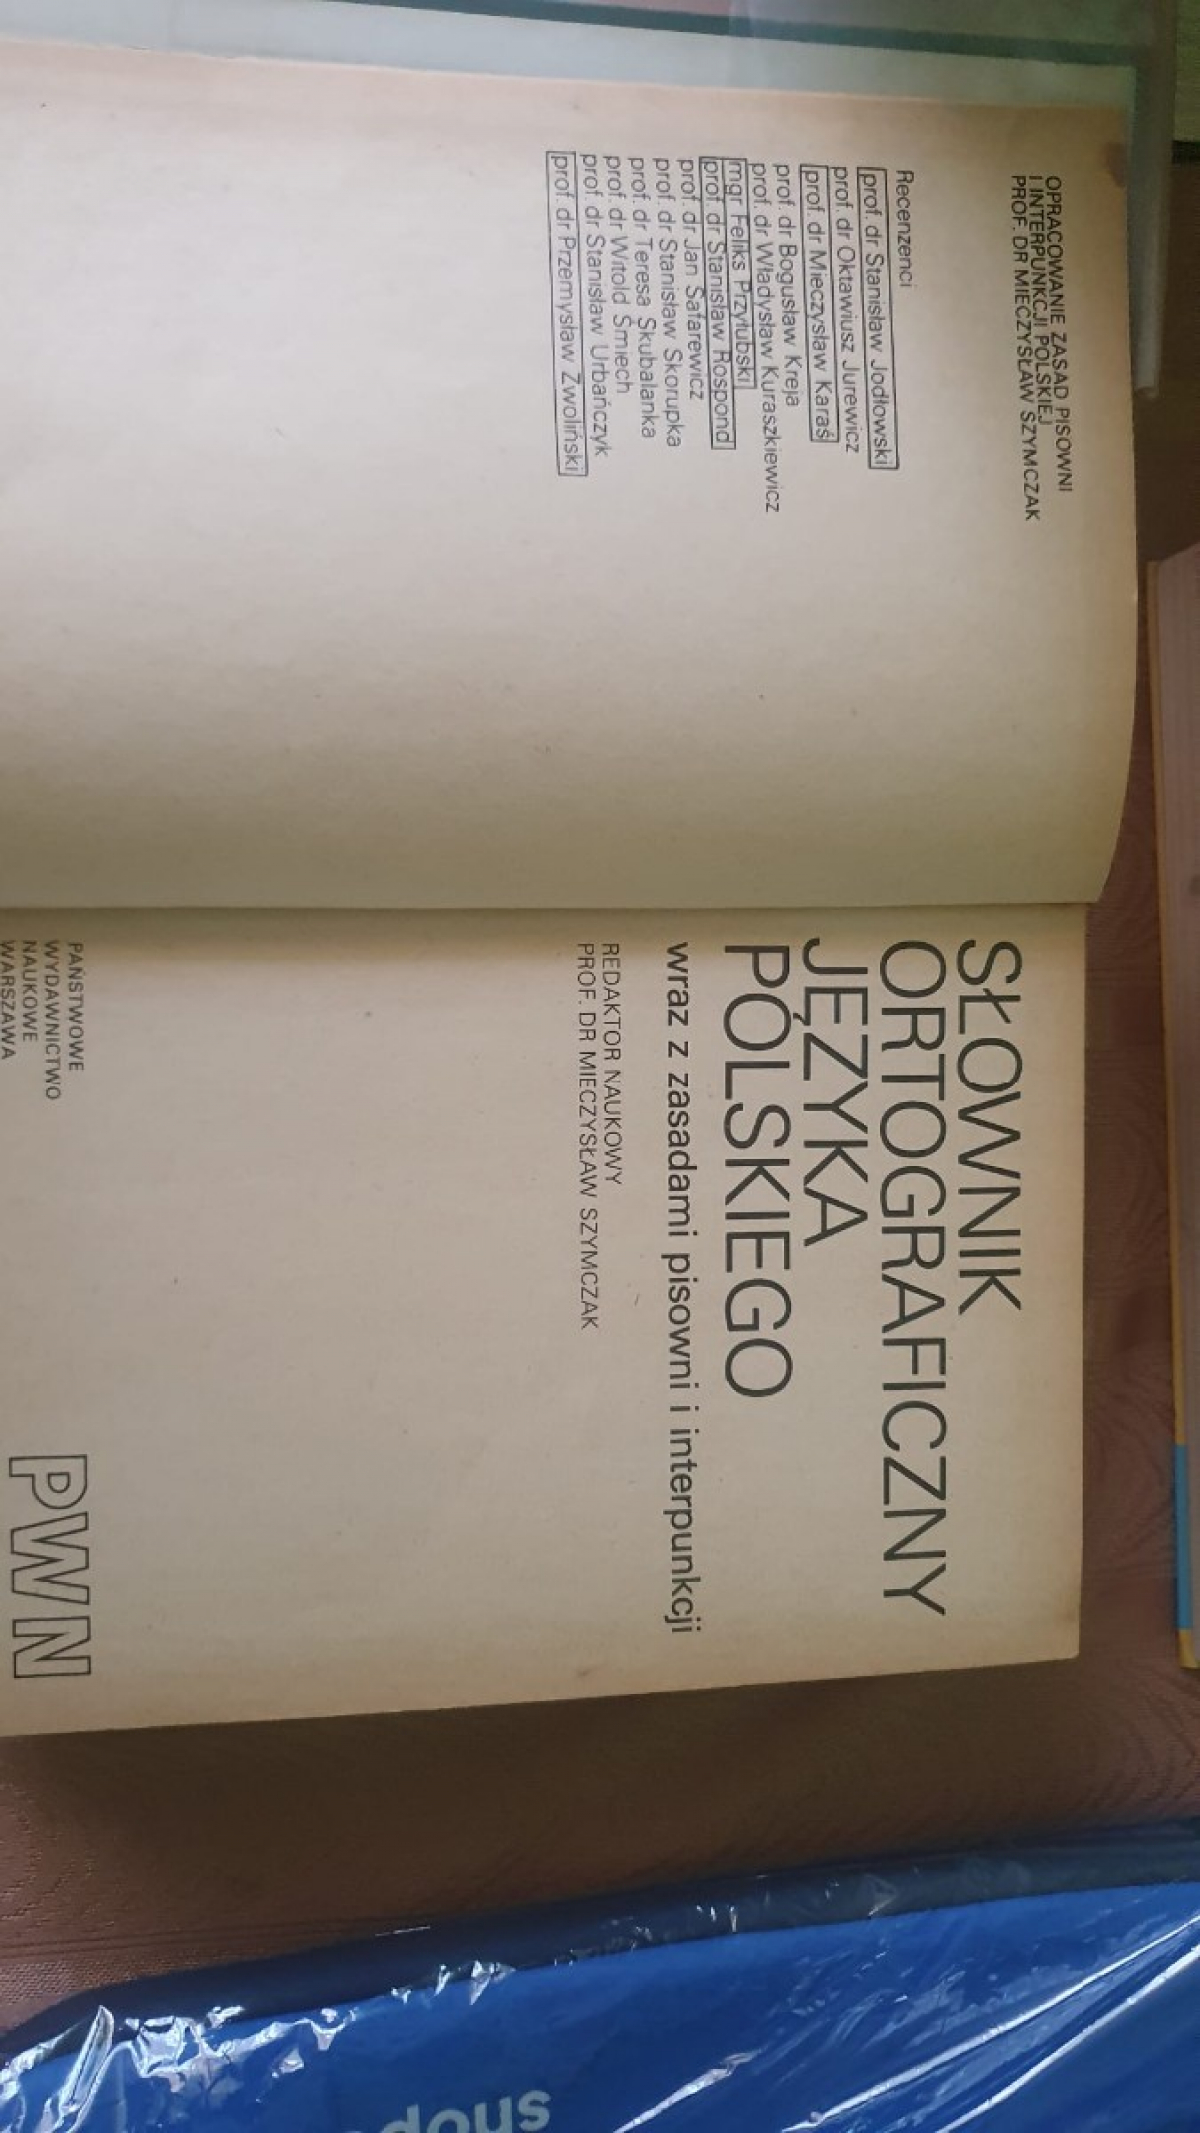 OPRACOWANIE ZASAD PISOWNI
I INTERPUNKCJI POLSKIEJ
PROF. DR MIECZYSŁAW SZYMCZAK
Recenzenci
prof. dr Stanisław Jodłowski
prof. dr Oktawiusz Jurewicz
prof. dr Mieczysław Karaś
prof. dr Bogusław Kreja
prof. dr Władysław Kuraszkiewicz
mgr Feliks Przyłubski
prof. dr Stanisław Rospond
prof. dr Jan Safarewicz
prof. dr Stanisław Skorupka
prof. dr Teresa Skubalanka
prof. dr Witold Śmiech
prof. dr Stanisław Urbańczyk
prof. dr Przemysław Zwoliński
SŁOWNIK
ORTOGRAFICZNY
JĘZYKA
POLSKIEGO
wraz z zasadami pisowni i interpunkcji
REDAKTOR NAUKOWY
PROF. DR MIECZYSŁAW SZYMCZAK
PAŃSTWOWE
WYDAWNICTWO
NAUKOWE
WARSZAWA
PWN